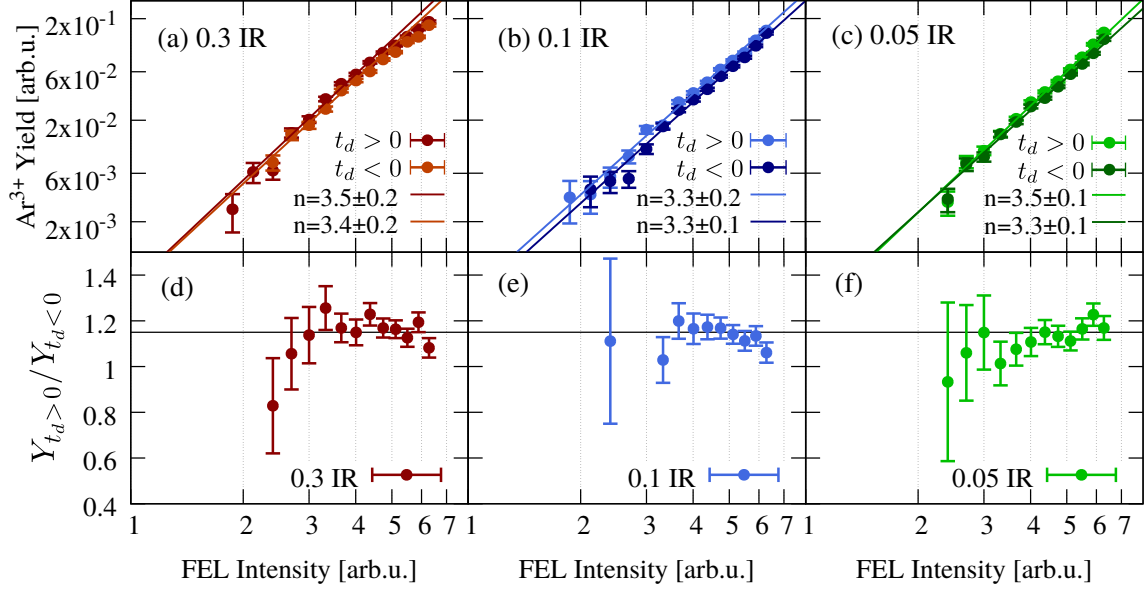 (a) 0.3 IR
(b) 0.1 IR
(c) 0.05 IR
Ar³⁺ Yield [arb.u.]
2x10⁻¹
6x10⁻²
2x10⁻²
6x10⁻³
2x10⁻³
t_d > 0
t_d < 0
n=3.5±0.2
n=3.4±0.2
t_d > 0
t_d < 0
n=3.3±0.2
n=3.3±0.1
t_d > 0
t_d < 0
n=3.5±0.1
n=3.3±0.1
(d)
(e)
(f)
Y_{t_d>0}/Y_{t_d<0}
1.4
1.2
1
0.8
0.6
0.4
0.3 IR
0.1 IR
0.05 IR
1 2 3 4 5 6 7
1 2 3 4 5 6 7
1 2 3 4 5 6 7
FEL Intensity [arb.u.]
FEL Intensity [arb.u.]
FEL Intensity [arb.u.]